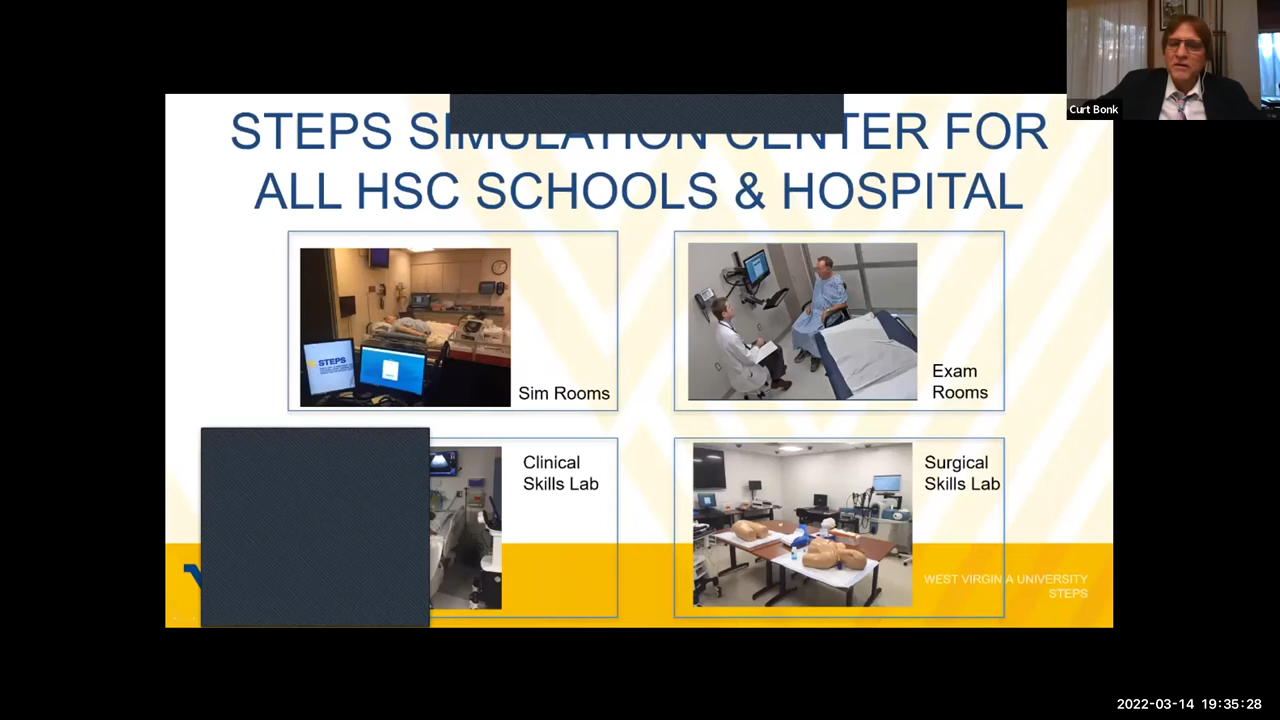 Curt Bonk
STEPS SIMULATION CENTER FOR
ALL HSC SCHOOLS & HOSPITAL
STEPS
Sim Rooms
Exam
Rooms
Clinical
Skills Lab
Surgical
Skills Lab
WEST VIRGINIA UNIVERSITY
STEPS
2022-03-14 19:35:28